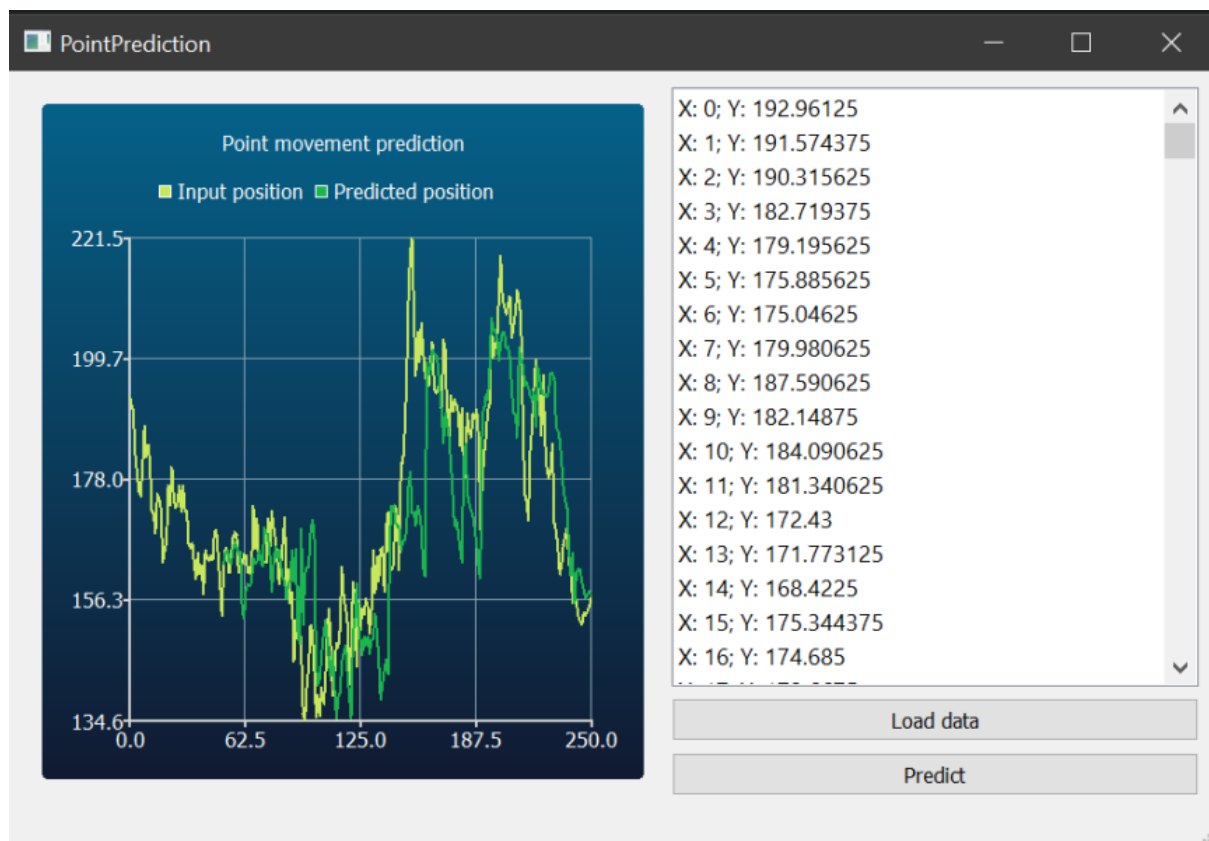 PointPrediction
Point movement prediction
Input position Predicted position
221.5
199.7
178.0
156.3
134.6
0.0 62.5 125.0 187.5 250.0
X: 0; Y: 192.96125
X: 1; Y: 191.574375
X: 2; Y: 190.315625
X: 3; Y: 182.719375
X: 4; Y: 179.195625
X: 5; Y: 175.885625
X: 6; Y: 175.04625
X: 7; Y: 179.980625
X: 8; Y: 187.590625
X: 9; Y: 182.14875
X: 10; Y: 184.090625
X: 11; Y: 181.340625
X: 12; Y: 172.43
X: 13; Y: 171.773125
X: 14; Y: 168.4225
X: 15; Y: 175.344375
X: 16; Y: 174.685
Load data
Predict